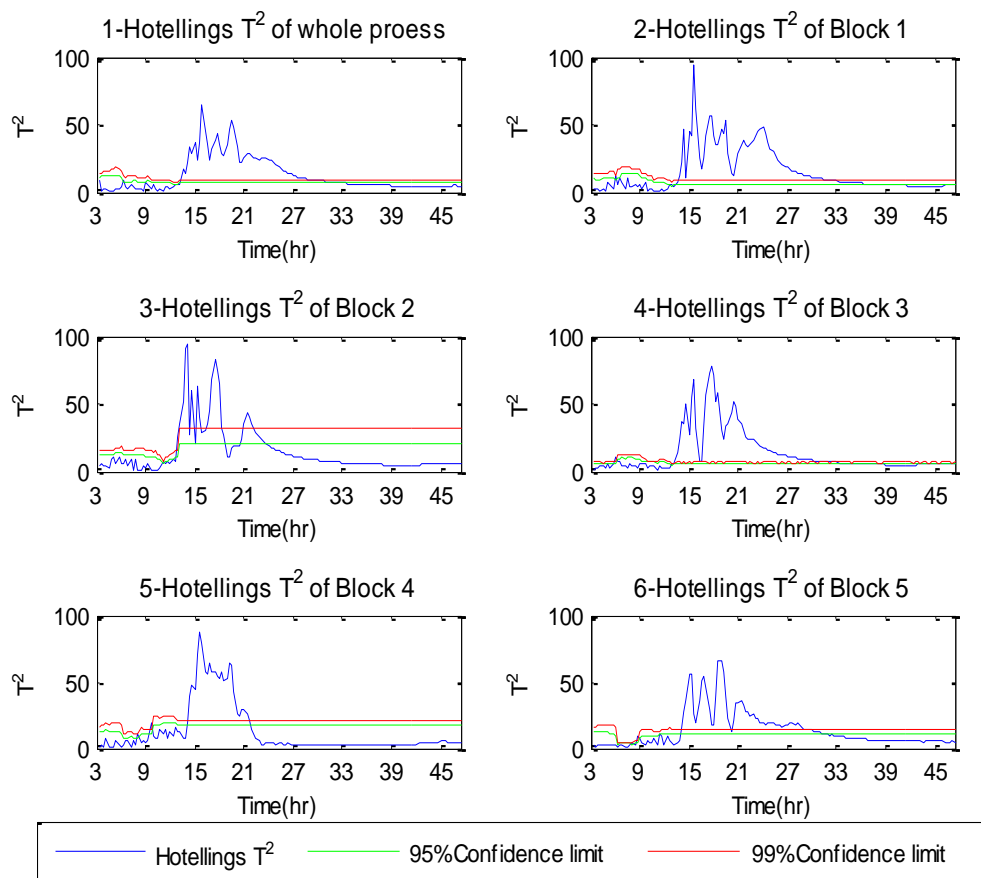 1-Hotellings T² of whole proess
100
50
0
T²
3 9 15 21 27 33 39 45
Time(hr)
2-Hotellings T² of Block 1
100
50
0
T²
3 9 15 21 27 33 39 45
Time(hr)
3-Hotellings T² of Block 2
100
50
0
T²
3 9 15 21 27 33 39 45
Time(hr)
4-Hotellings T² of Block 3
100
50
0
T²
3 9 15 21 27 33 39 45
Time(hr)
5-Hotellings T² of Block 4
100
50
0
T²
3 9 15 21 27 33 39 45
Time(hr)
6-Hotellings T² of Block 5
100
50
0
T²
3 9 15 21 27 33 39 45
Time(hr)
Hotellings T² 95%Confidence limit 99%Confidence limit